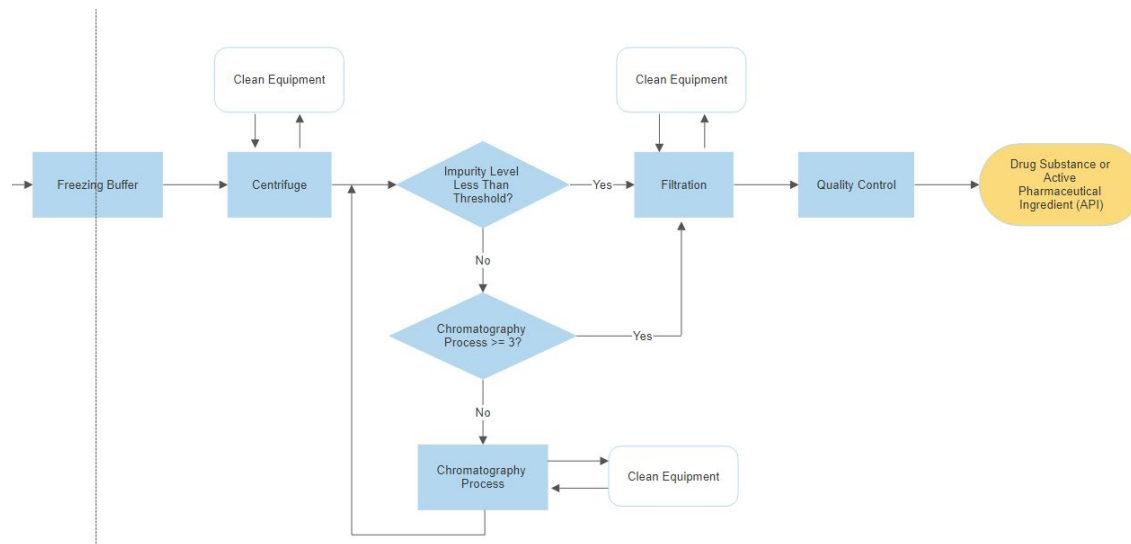 Clean Equipment
Clean Equipment
Freezing Buffer
Centrifuge
Impurity Level
Less Than
Threshold?
Yes
Filtration
Quality Control
Drug Substance or
Active
Pharmaceutical
Ingredient (API)
No
Chromatography
Process >= 3?
Yes
No
Chromatography
Process
Clean Equipment